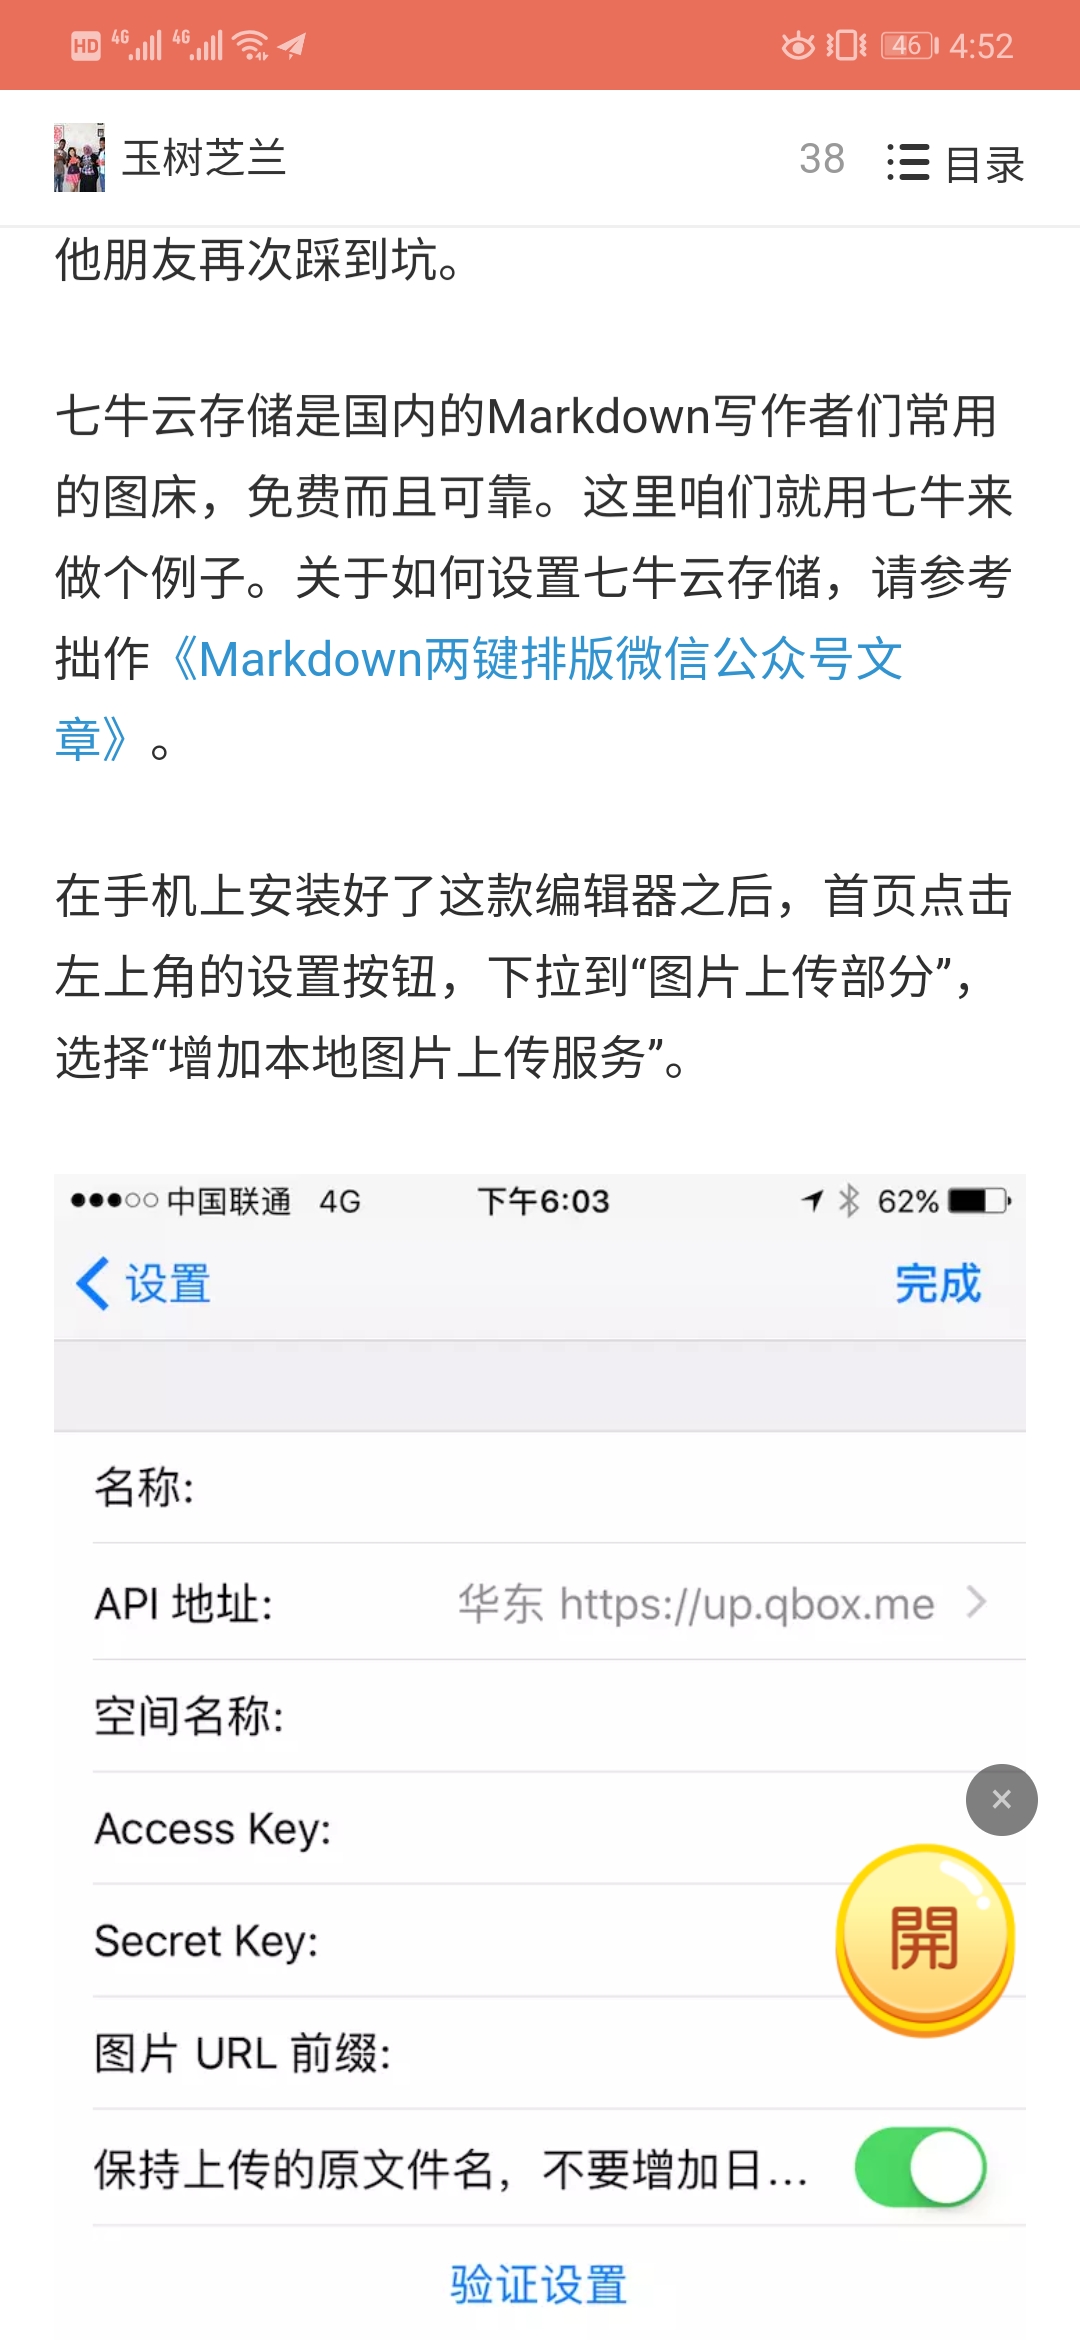 HD 4G 4G 46 4:52
玉树芝兰 38 目录
他朋友再次踩到坑。
七牛云存储是国内的Markdown写作者们常用
的图床，免费而且可靠。这里咱们就用七牛来
做个例子。关于如何设置七牛云存储，请参考
拙作《Markdown两键排版微信公众号文
章》。
在手机上安装好了这款编辑器之后，首页点击
左上角的设置按钮，下拉到“图片上传部分”，
选择“增加本地图片上传服务”。
中国联通 4G 下午6:03 62%
设置 完成
名称:
API 地址: 华东 https://up.qbox.me
空间名称:
Access Key:
Secret Key:
開
图片 URL 前缀:
保持上传的原文件名，不要增加日...
验证设置